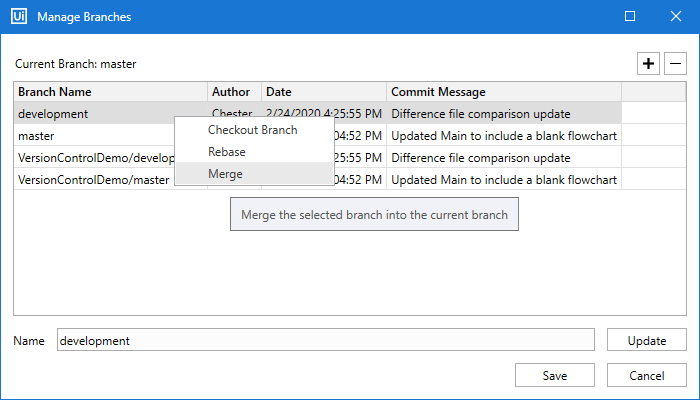 Ui Manage Branches
Current Branch: master
Branch Name Author Date Commit Message
development Chester 2/24/2020 4:25:55 PM Difference file comparison update
master 04:52 PM Updated Main to include a blank flowchart
VersionControlDemo/develop 25:55 PM Difference file comparison update
VersionControlDemo/master 04:52 PM Updated Main to include a blank flowchart
Checkout Branch
Rebase
Merge
Merge the selected branch into the current branch
Name development Update
Save Cancel